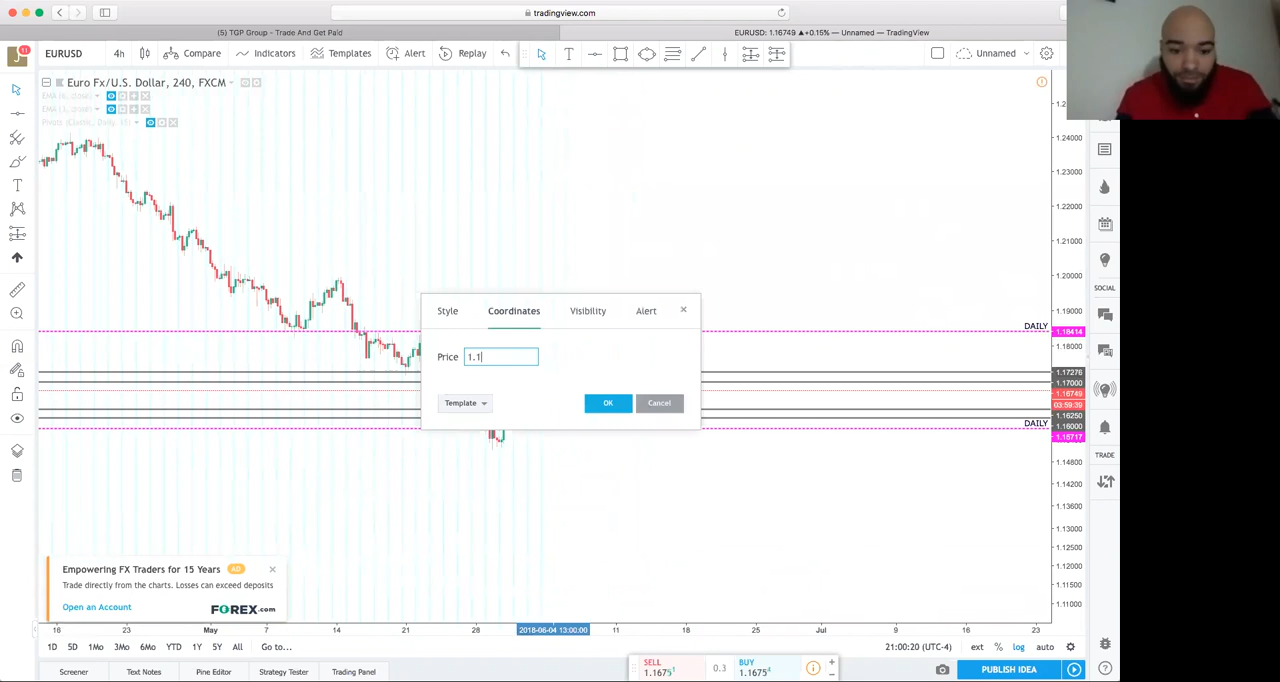 tradingview.com
(5) TGP Group - Trade And Get Paid
EURUSD: 1.16749 ▲+0.15% — Unnamed — TradingView
11
EURUSD 4h Compare Indicators Templates Alert Replay Unnamed
Euro Fx/U.S. Dollar, 240, FXCM
1.24000
1.23000
1.22000
1.21000
1.20000
1.19000
DAILY 1.18414
1.18000
1.17276
1.17000
1.16749
03:59:39
1.16250
1.16000
DAILY 1.15717
1.14800
1.14200
1.13600
1.13000
1.12500
1.12000
1.11500
1.11000
SOCIAL
TRADE
Style Coordinates Visibility Alert
Price 1.1
Template OK Cancel
Empowering FX Traders for 15 Years AD
Trade directly from the charts. Losses can exceed deposits
Open an Account FOREX.com
16 23 May 7 14 21 28 2018-06-04 13:00:00 11 18 25 Jul 9 16 23
1D 5D 1Mo 3Mo 6Mo YTD 1Y 5Y All Go to... 21:00:20 (UTC-4) ext % log auto
Screener Text Notes Pine Editor Strategy Tester Trading Panel
SELL 1.1675¹ 0.3 BUY 1.1675⁴
PUBLISH IDEA